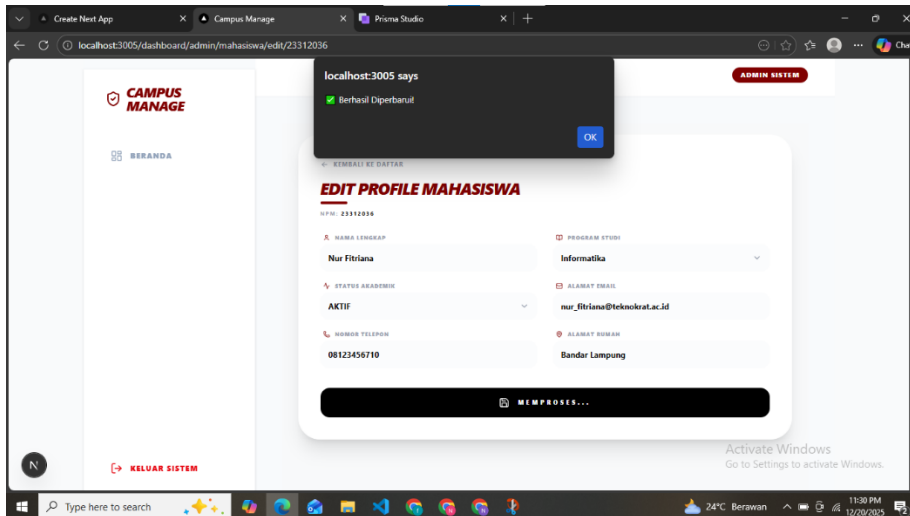 Create Next App
Campus Manage
Prisma Studio
localhost:3005/dashboard/admin/mahasiswa/edit/23312036
Cha
localhost:3005 says
✅ Berhasil Diperbarui!
OK
ADMIN SISTEM
CAMPUS
MANAGE
BERANDA
← KEMBALI KE DAFTAR
EDIT PROFILE MAHASISWA
NPM: 23312036
NAMA LENGKAP
Nur Fitriana
PROGRAM STUDI
Informatika
STATUS AKADEMIK
AKTIF
ALAMAT EMAIL
nur_fitriana@teknokrat.ac.id
NOMOR TELEPON
08123456710
ALAMAT RUMAH
Bandar Lampung
MEMPROSES...
KELUAR SISTEM
N
Activate Windows
Go to Settings to activate Windows.
Type here to search
24°C Berawan
11:30 PM
12/20/2025